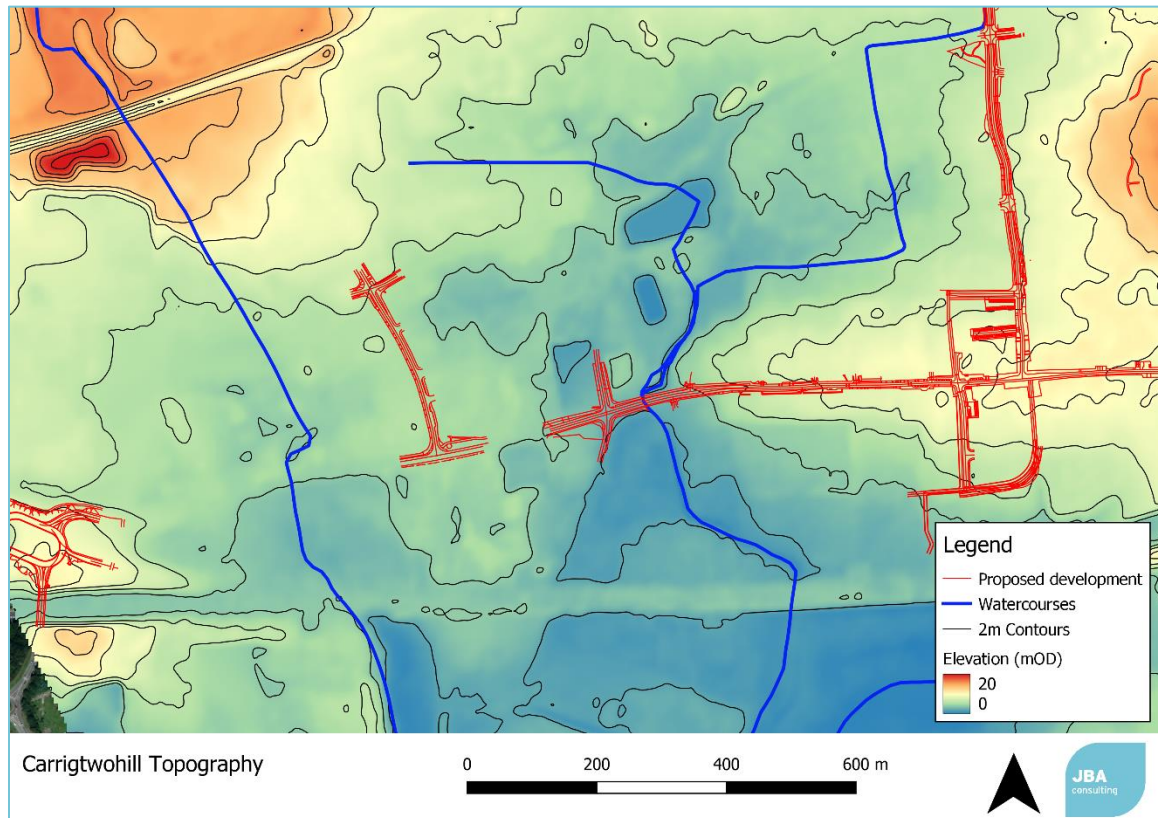 Legend
Proposed development
Watercourses
2m Contours
Elevation (mOD)
20
0
Carrigtwohill Topography
0 200 400 600 m
JBA
consulting